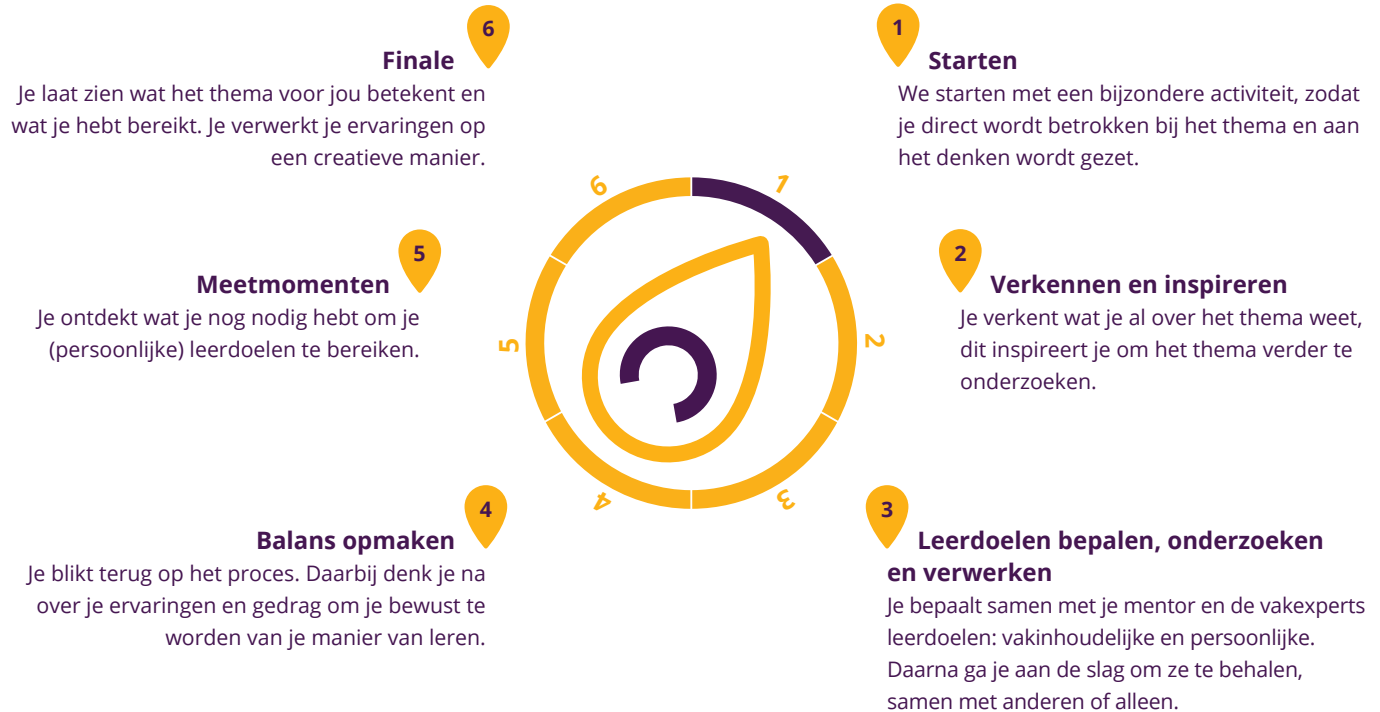 1
Starten
We starten met een bijzondere activiteit, zodat
je direct wordt betrokken bij het thema en aan
het denken wordt gezet.
2
Verkennen en inspireren
Je verkent wat je al over het thema weet,
dit inspireert je om het thema verder te
onderzoeken.
3
Leerdoelen bepalen, onderzoeken
en verwerken
Je bepaalt samen met je mentor en de vakexperts
leerdoelen: vakinhoudelijke en persoonlijke.
Daarna ga je aan de slag om ze te behalen,
samen met anderen of alleen.
4
Balans opmaken
Je blikt terug op het proces. Daarbij denk je na
over je ervaringen en gedrag om je bewust te
worden van je manier van leren.
5
Meetmomenten
Je ontdekt wat je nog nodig hebt om je
(persoonlijke) leerdoelen te bereiken.
6
Finale
Je laat zien wat het thema voor jou betekent en
wat je hebt bereikt. Je verwerkt je ervaringen op
een creatieve manier.
1
2
3
4
5
6